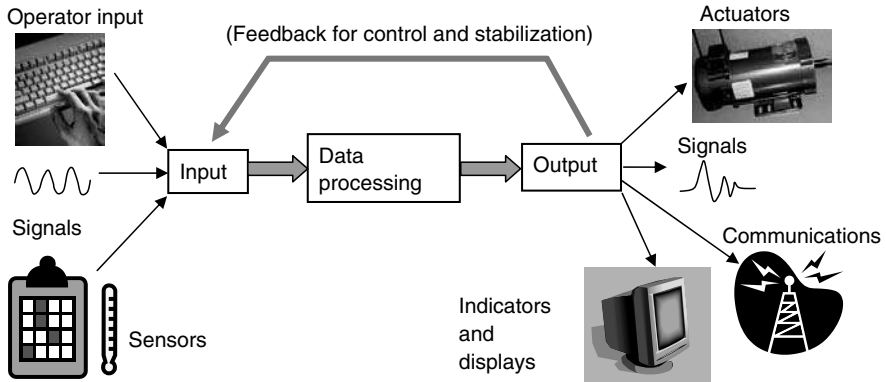 Operator input
(Feedback for control and stabilization)
Actuators
Input
Data
processing
Output
Signals
Signals
Communications
Sensors
Indicators
and
displays